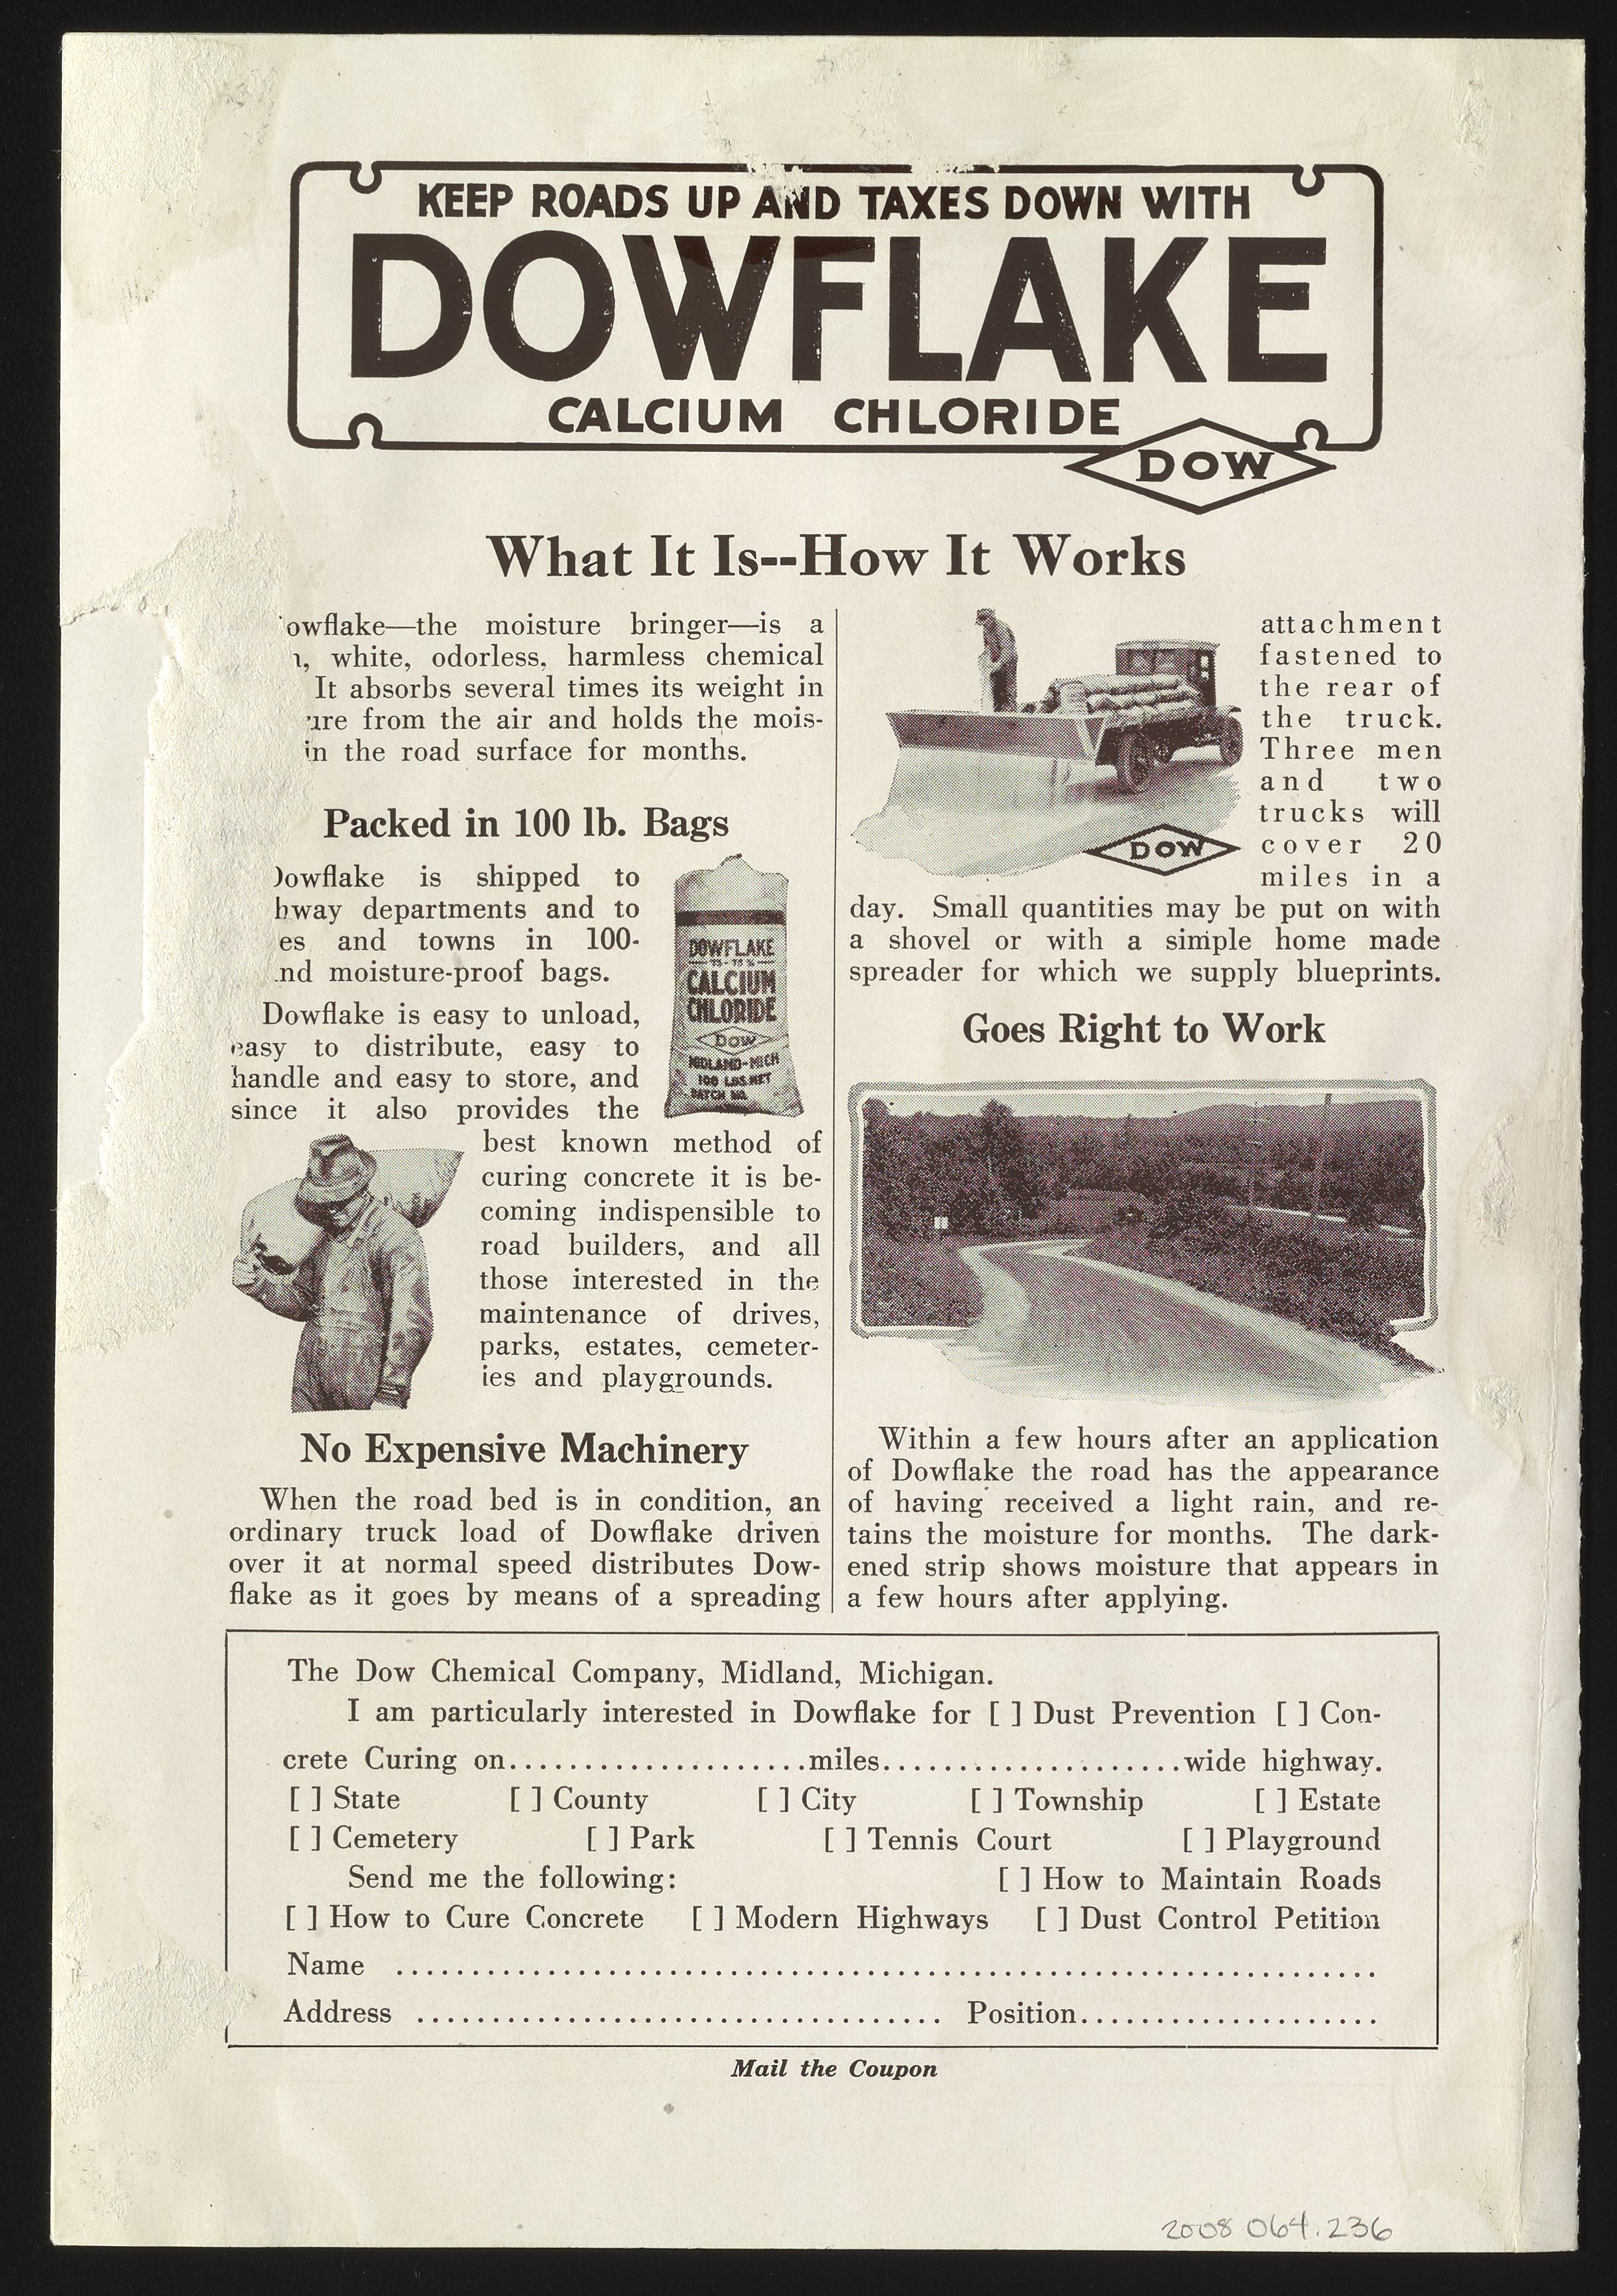 KEEP ROADS UP AND TAXES DOWN WITH
DOWFLAKE
CALCIUM CHLORIDE
DOW
What It Is--How It Works
owflake—the moisture bringer—is a
, white, odorless, harmless chemical
It absorbs several times its weight in
ure from the air and holds the mois-
in the road surface for months.
Packed in 100 lb. Bags
owflake is shipped to
hway departments and to
es and towns in 100-
nd moisture-proof bags.
Dowflake is easy to unload,
easy to distribute, easy to
handle and easy to store, and
since it also provides the
best known method of
curing concrete it is be-
coming indispensible to
road builders, and all
those interested in the
maintenance of drives,
parks, estates, cemeter-
ies and playgrounds.
DOWFLAKE
CALCIUM
CHLORIDE
DOW
MIDLAND-MICH
100 LBS. NET
BATCH NO.
No Expensive Machinery
When the road bed is in condition, an
ordinary truck load of Dowflake driven
over it at normal speed distributes Dow-
flake as it goes by means of a spreading
attachment
fastened to
the rear of
the truck.
Three men
and two
trucks will
cover 20
miles in a
DOW
day. Small quantities may be put on with
a shovel or with a simple home made
spreader for which we supply blueprints.
Goes Right to Work
Within a few hours after an application
of Dowflake the road has the appearance
of having received a light rain, and re-
tains the moisture for months. The dark-
ened strip shows moisture that appears in
a few hours after applying.
The Dow Chemical Company, Midland, Michigan.
I am particularly interested in Dowflake for [ ] Dust Prevention [ ] Con-
crete Curing on....................miles....................wide highway.
[ ] State [ ] County [ ] City [ ] Township [ ] Estate
[ ] Cemetery [ ] Park [ ] Tennis Court [ ] Playground
Send me the following: [ ] How to Maintain Roads
[ ] How to Cure Concrete [ ] Modern Highways [ ] Dust Control Petition
Name ..................................................................
Address ................................... Position....................
Mail the Coupon
2008 064.236